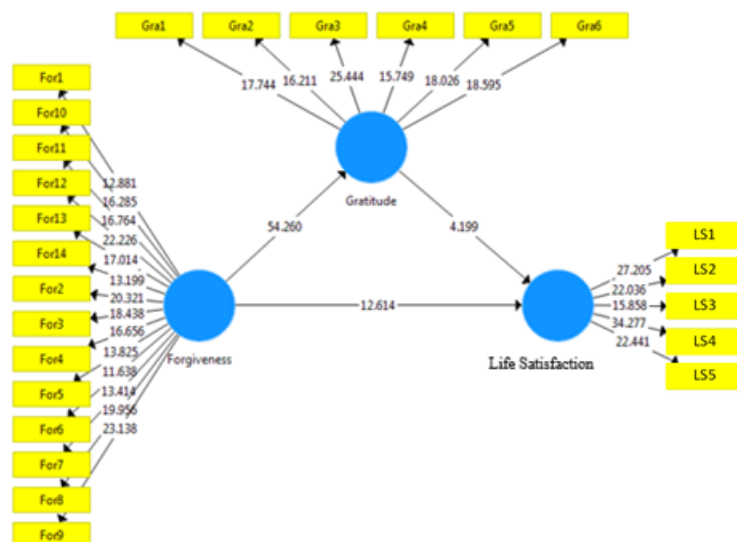 Gra1
Gra2
Gra3
Gra4
Gra5
Gra6
17.744
16.211
25.444
15.749
18.026
18.595
Gratitude
For1
For10
For11
For12
For13
For14
For2
For3
For4
For5
For6
For7
For8
For9
12.881
16.285
16.764
22.226
17.014
13.199
20.321
18.438
16.656
13.825
11.638
13.414
19.956
23.138
Forgiveness
54.260
4.199
12.614
Life Satisfaction
27.205
22.036
15.858
34.277
22.441
LS1
LS2
LS3
LS4
LS5